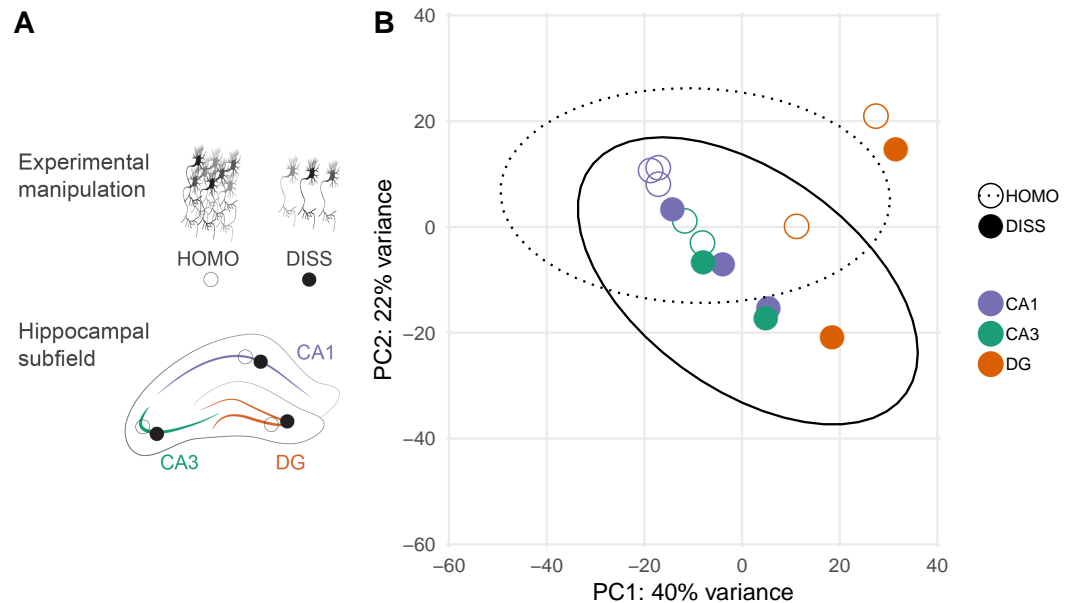 A
Experimental
manipulation
HOMO
DISS
Hippocampal
subfield
CA1
CA3
DG
B
PC2: 22% variance
40
20
0
−20
−40
−60
−60
−40
−20
0
20
40
PC1: 40% variance
HOMO
DISS
CA1
CA3
DG